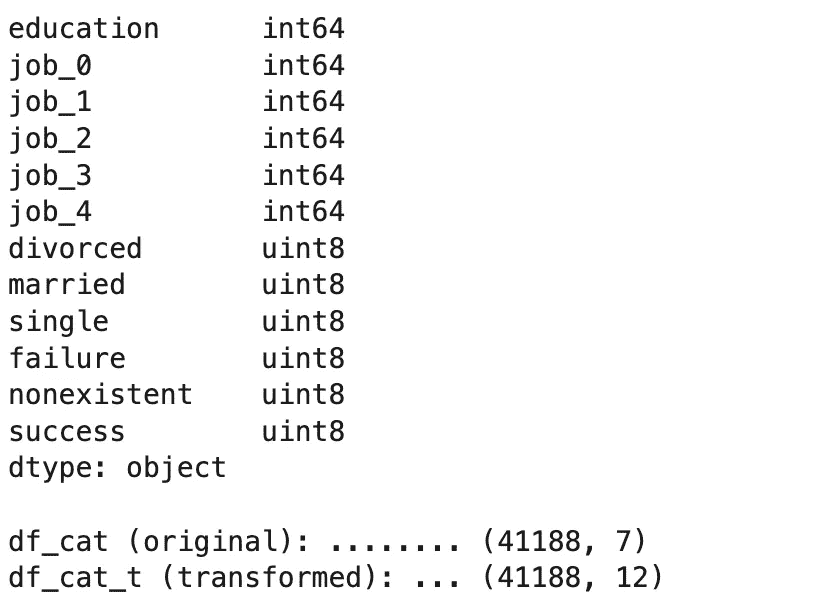 education      int64
job_0          int64
job_1          int64
job_2          int64
job_3          int64
job_4          int64
divorced       uint8
married        uint8
single         uint8
failure        uint8
nonexistent    uint8
success        uint8
dtype: object

df_cat (original): ........ (41188, 7)
df_cat_t (transformed): ... (41188, 12)